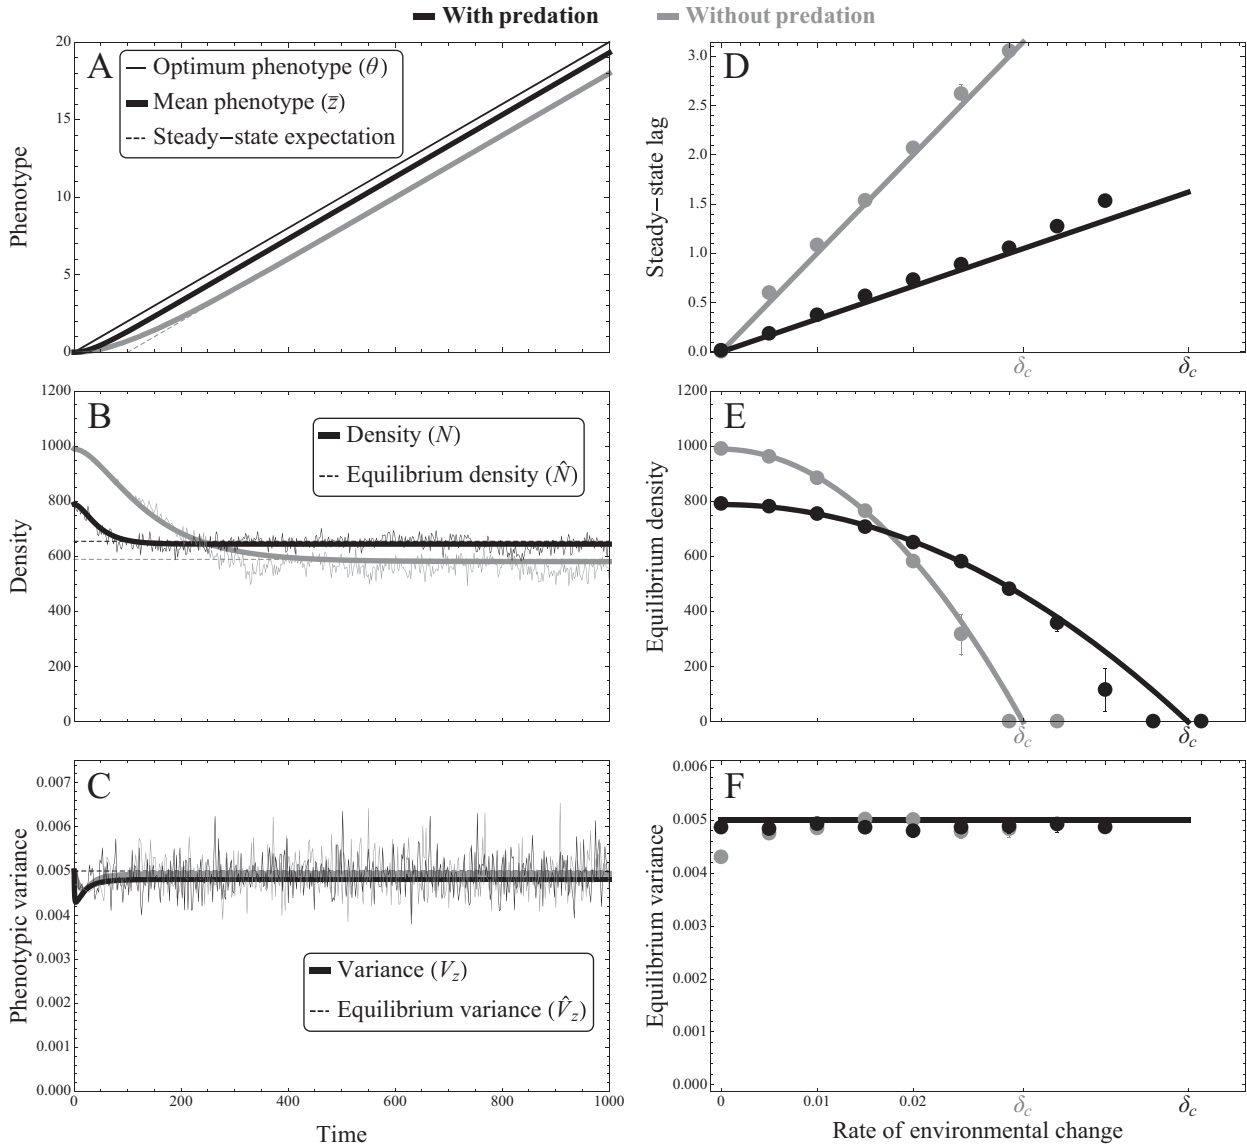 With predation
Without predation
A
20
15
10
5
0
Phenotype
Optimum phenotype (θ)
Mean phenotype (z̅)
Steady−state expectation
D
3.0
2.5
2.0
1.5
1.0
0.5
0.0
Steady−state lag
δc
δc
B
1200
1000
800
600
400
200
0
Density
Density (N)
Equilibrium density (N̂)
E
1200
1000
800
600
400
200
0
Equilibrium density
δc
δc
C
0.007
0.006
0.005
0.004
0.003
0.002
0.001
0.000
Phenotypic variance
Variance (Vz)
Equilibrium variance (V̂z)
0
200
400
600
800
1000
Time
F
0.006
0.005
0.004
0.003
0.002
0.001
0.000
Equilibrium variance
0
0.01
0.02
δc
δc
Rate of environmental change